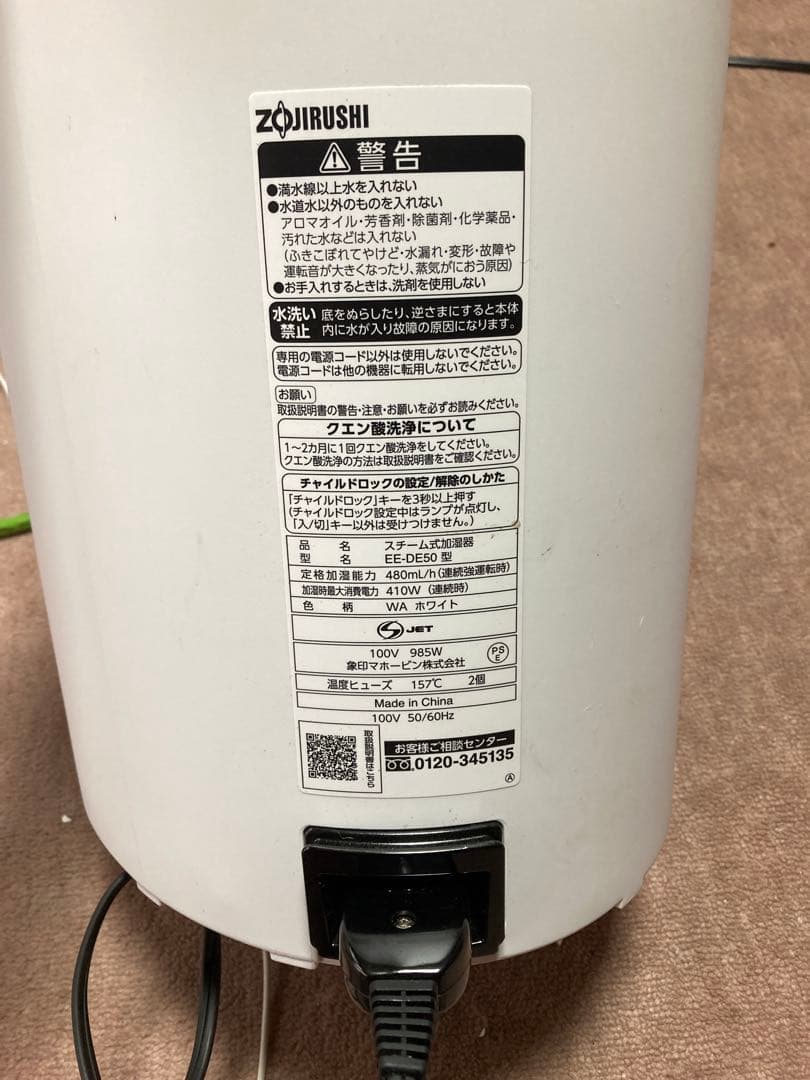 ZOJIRUSHI
警告
●満水線以上水を入れない
●水道水以外のものを入れない
アロマオイル・芳香剤・除菌剤・化学薬品・
汚れた水などは入れない
(ふきこぼれてやけど・水漏れ・変形・故障や
運転音が大きくなったり、蒸気がにおう原因)
●お手入れするときは、洗剤を使用しない
水洗い
禁止
底をぬらしたり、逆さまにすると本体
内に水が入り故障の原因になります。
専用の電源コード以外は使用しないでください。
電源コードは他の機器に転用しないでください。
お願い
取扱説明書の警告・注意・お願いを必ずお読みください。
クエン酸洗浄について
1〜2カ月に1回クエン酸洗浄をしてください。
クエン酸洗浄の方法は取扱説明書をご確認ください。
チャイルドロックの設定/解除のしかた
「チャイルドロック」キーを3秒以上押す
(チャイルドロック設定中はランプが点灯し、
「入/切」キー以外は受けつけません。)
品名 スチーム式加湿器
型名 EE-DE50 型
定格加湿能力 480mL/h(連続強運転時)
加湿時最大消費電力 410W (連続時)
色柄 WA ホワイト
JET
100V 985W
象印マホービン株式会社
PS
E
温度ヒューズ 157℃ 2個
Made in China
100V 50/60Hz
取扱説明書はこちら
お客様ご相談センター
0120-345135
A